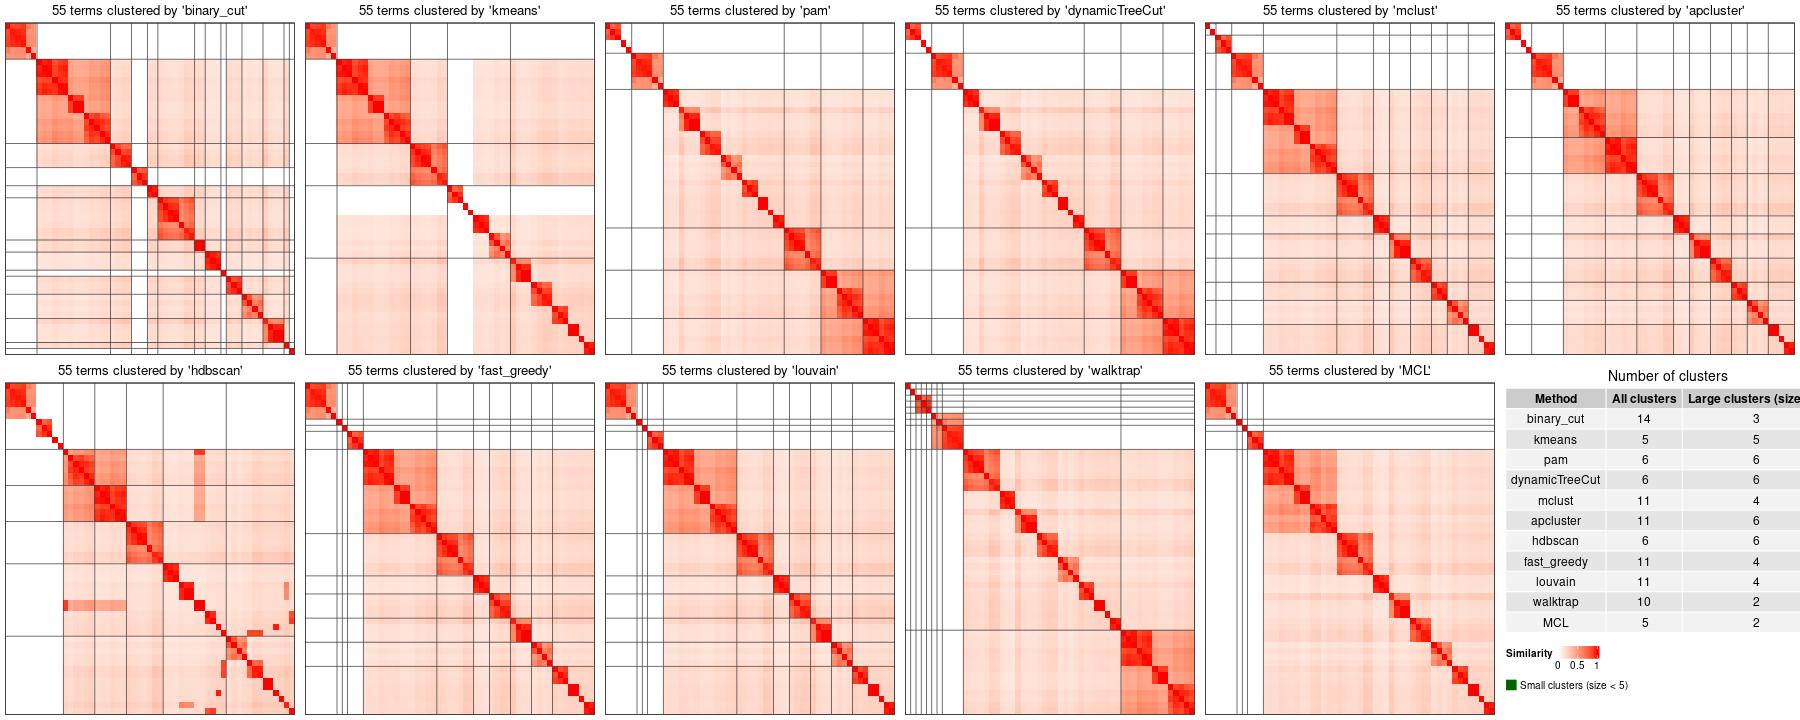 55 terms clustered by 'binary_cut'
55 terms clustered by 'kmeans'
55 terms clustered by 'pam'
55 terms clustered by 'dynamicTreeCut'
55 terms clustered by 'mclust'
55 terms clustered by 'apcluster'
55 terms clustered by 'hdbscan'
55 terms clustered by 'fast_greedy'
55 terms clustered by 'louvain'
55 terms clustered by 'walktrap'
55 terms clustered by 'MCL'
Number of clusters
Method All clusters Large clusters (size
binary_cut 14 3
kmeans 5 5
pam 6 6
dynamicTreeCut 6 6
mclust 11 4
apcluster 11 6
hdbscan 6 6
fast_greedy 11 4
louvain 11 4
walktrap 10 2
MCL 5 2
Similarity
0 0.5 1
Small clusters (size < 5)